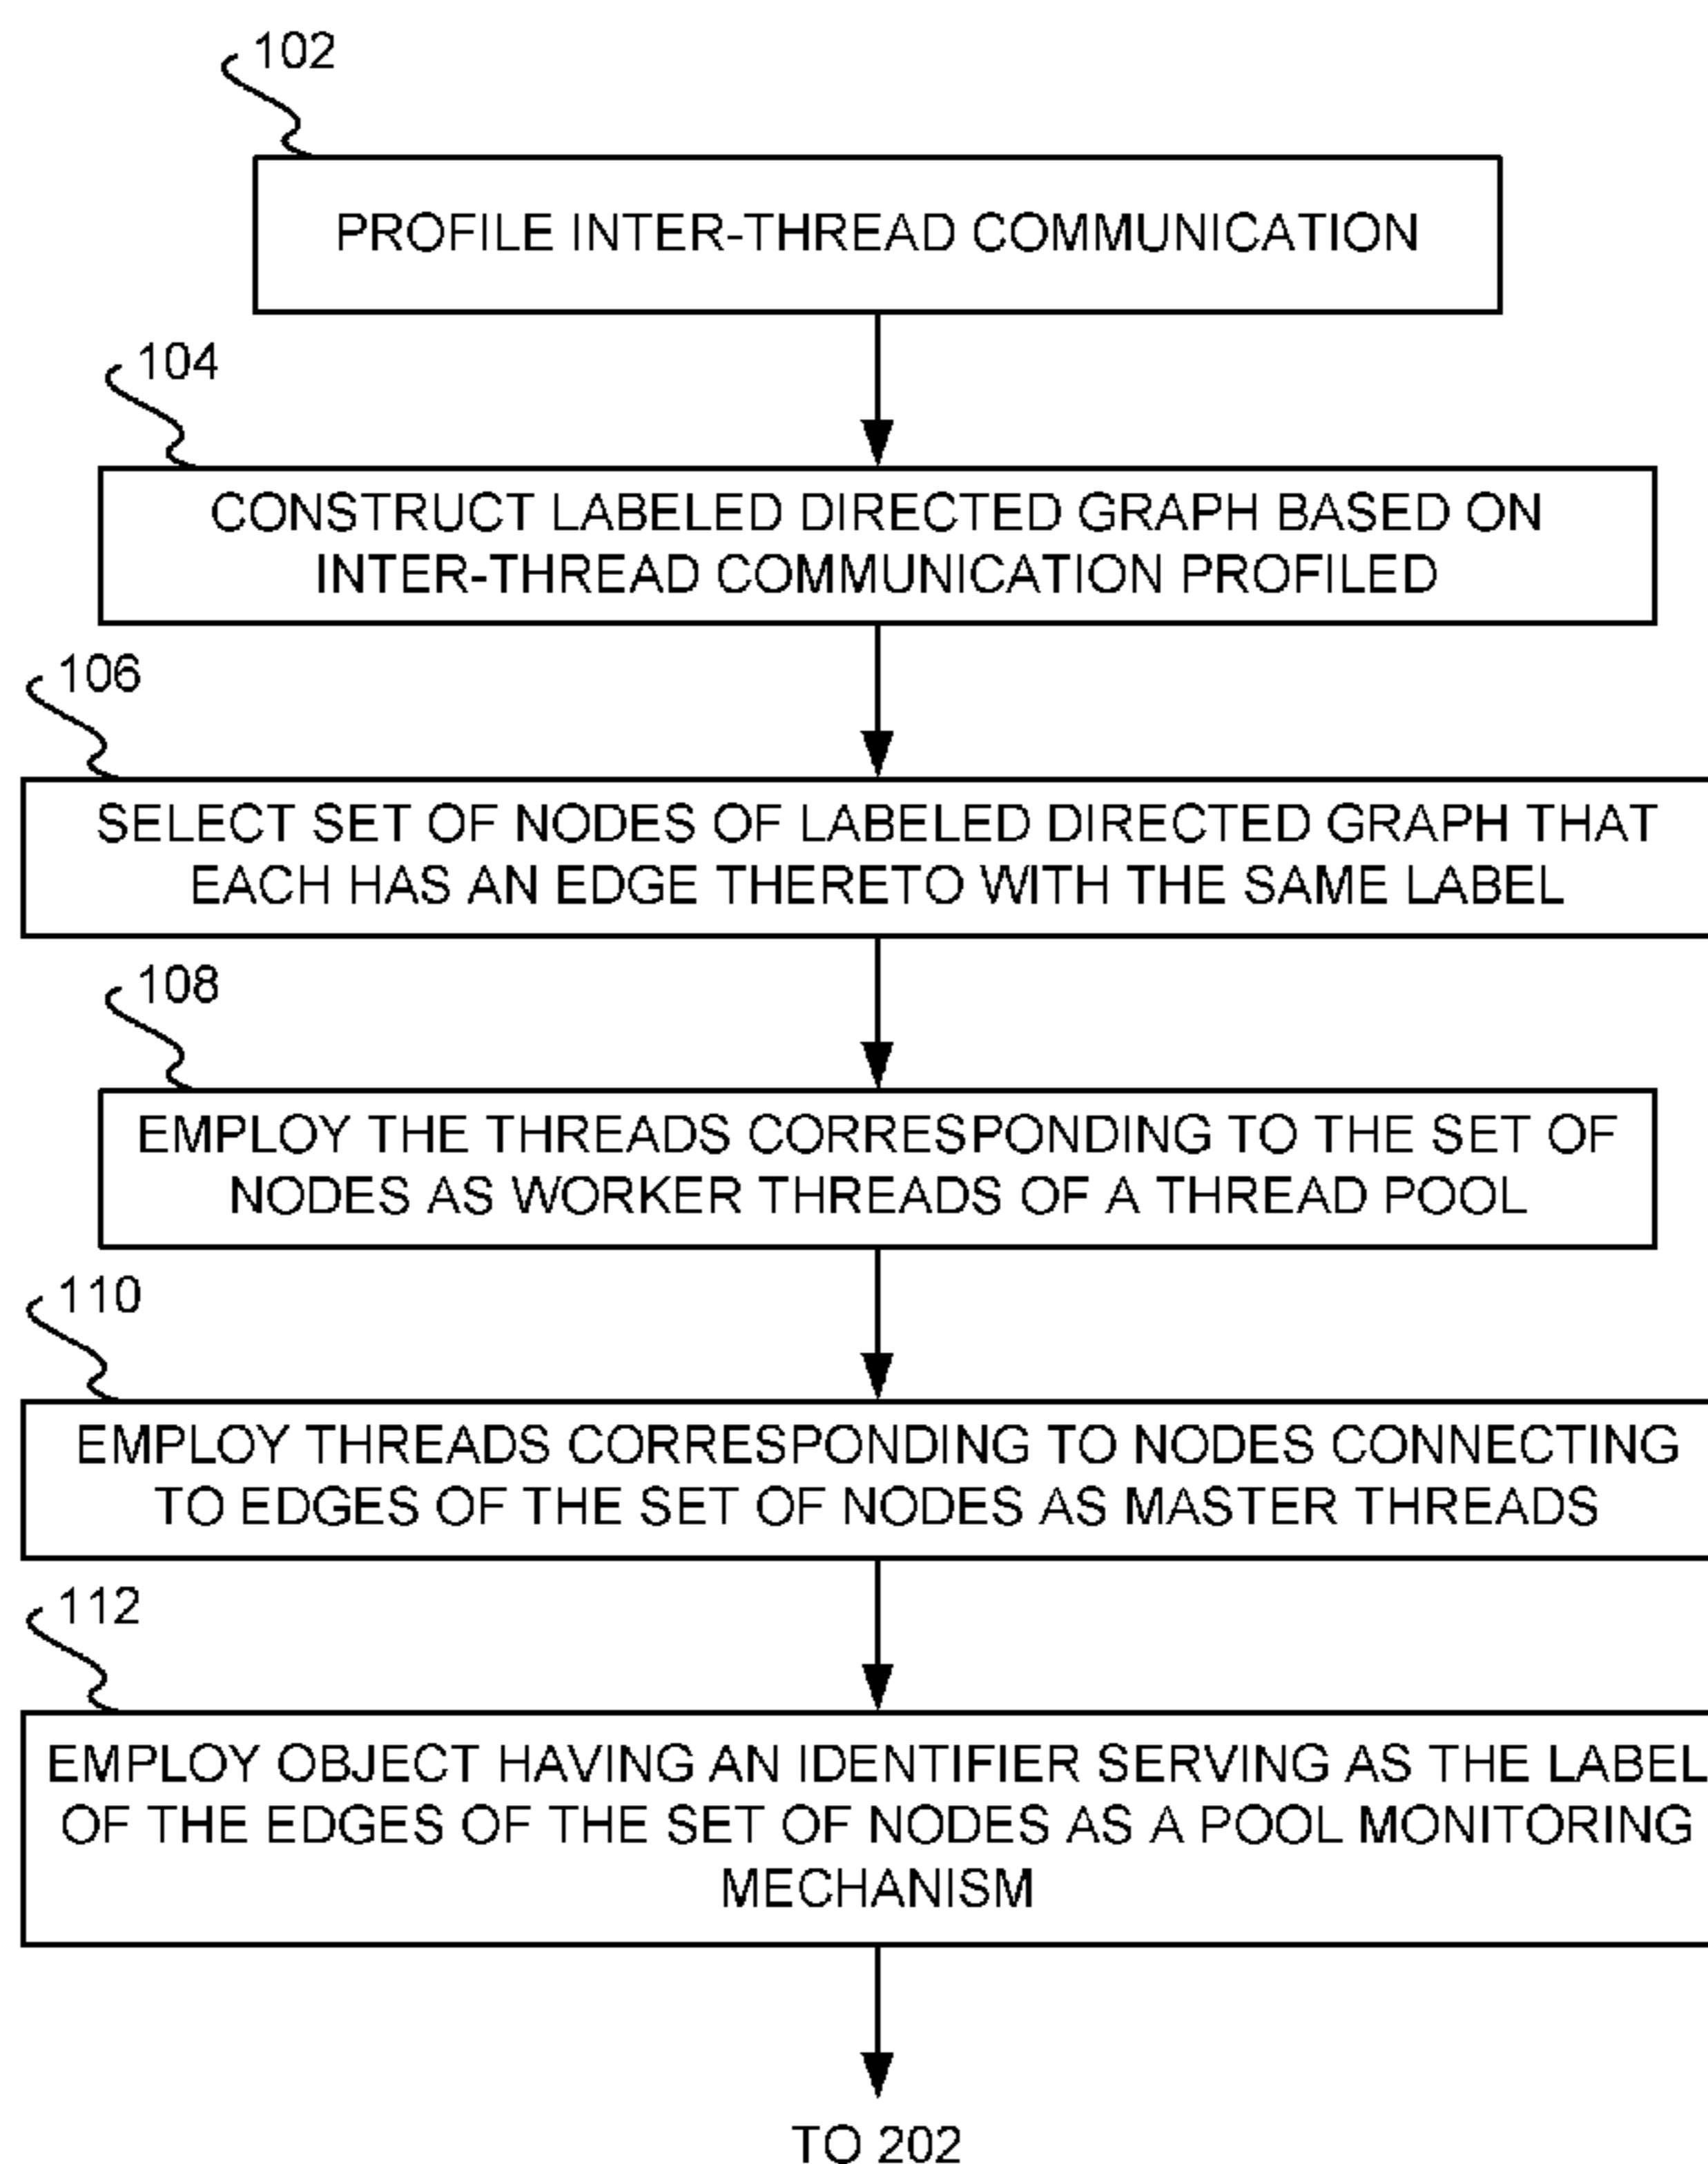 102
PROFILE INTER-THREAD COMMUNICATION
104
CONSTRUCT LABELED DIRECTED GRAPH BASED ON
INTER-THREAD COMMUNICATION PROFILED
106
SELECT SET OF NODES OF LABELED DIRECTED GRAPH THAT
EACH HAS AN EDGE THERETO WITH THE SAME LABEL
108
EMPLOY THE THREADS CORRESPONDING TO THE SET OF
NODES AS WORKER THREADS OF A THREAD POOL
110
EMPLOY THREADS CORRESPONDING TO NODES CONNECTING
TO EDGES OF THE SET OF NODES AS MASTER THREADS
112
EMPLOY OBJECT HAVING AN IDENTIFIER SERVING AS THE LABEL
OF THE EDGES OF THE SET OF NODES AS A POOL MONITORING
MECHANISM
TO 202